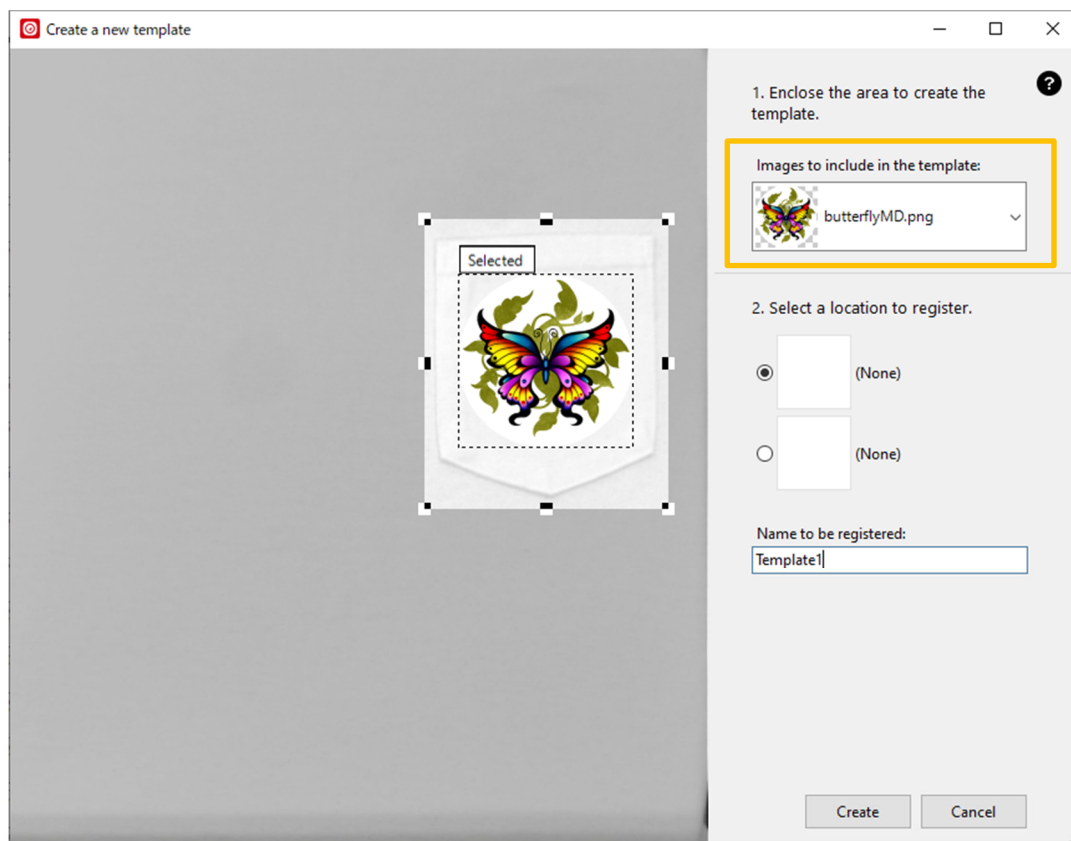 Create a new template
1. Enclose the area to create the
template.
?
Images to include in the template:
butterflyMD.png
Selected
2. Select a location to register.
(None)
(None)
Name to be registered:
Template1
Create
Cancel